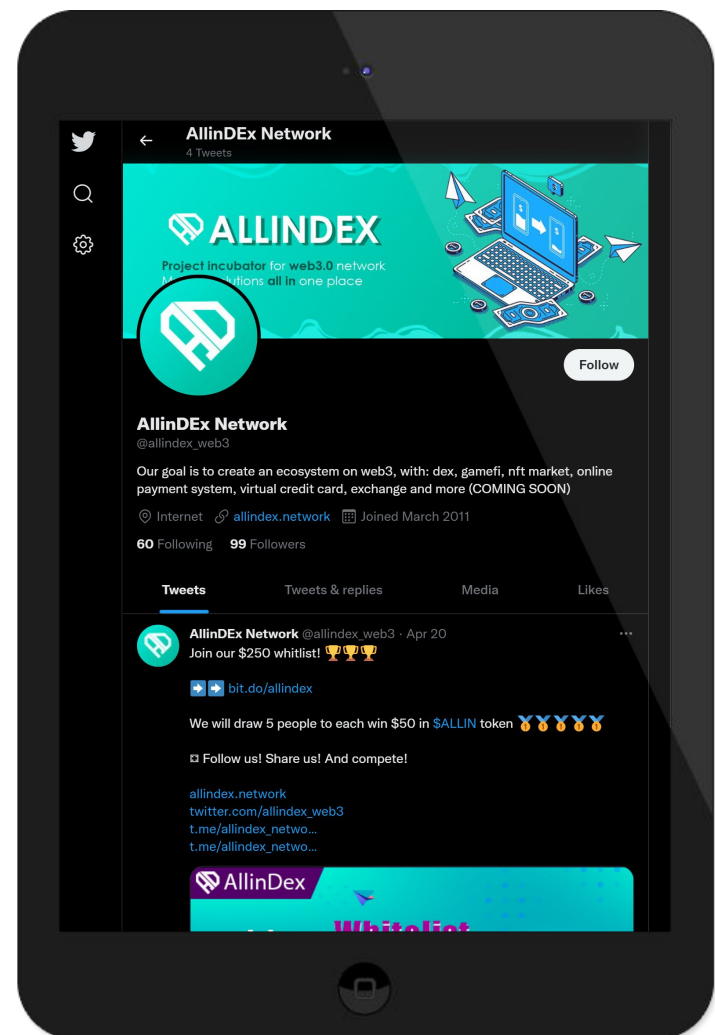 AllinDEx Network
4 Tweets
ALLINDEX
Project incubator for web3.0 network
all in one place
Follow
AllinDEx Network
@allindex_web3
Our goal is to create an ecosystem on web3, with: dex, gamefi, nft market, online
payment system, virtual credit card, exchange and more (COMING SOON)
Internet allindex.network Joined March 2011
60 Following 99 Followers
Tweets Tweets & replies Media Likes
AllinDEx Network @allindex_web3 · Apr 20
Join our $250 whitlist! 🏆🏆🏆
➡️➡️ bit.do/allindex
We will draw 5 people to each win $50 in $ALLIN token 🥇🥇🥇🥇🥇
Follow us! Share us! And compete!
allindex.network
twitter.com/allindex_web3
t.me/allindex_netwo...
t.me/allindex_netwo...
AllinDex
Whitelist